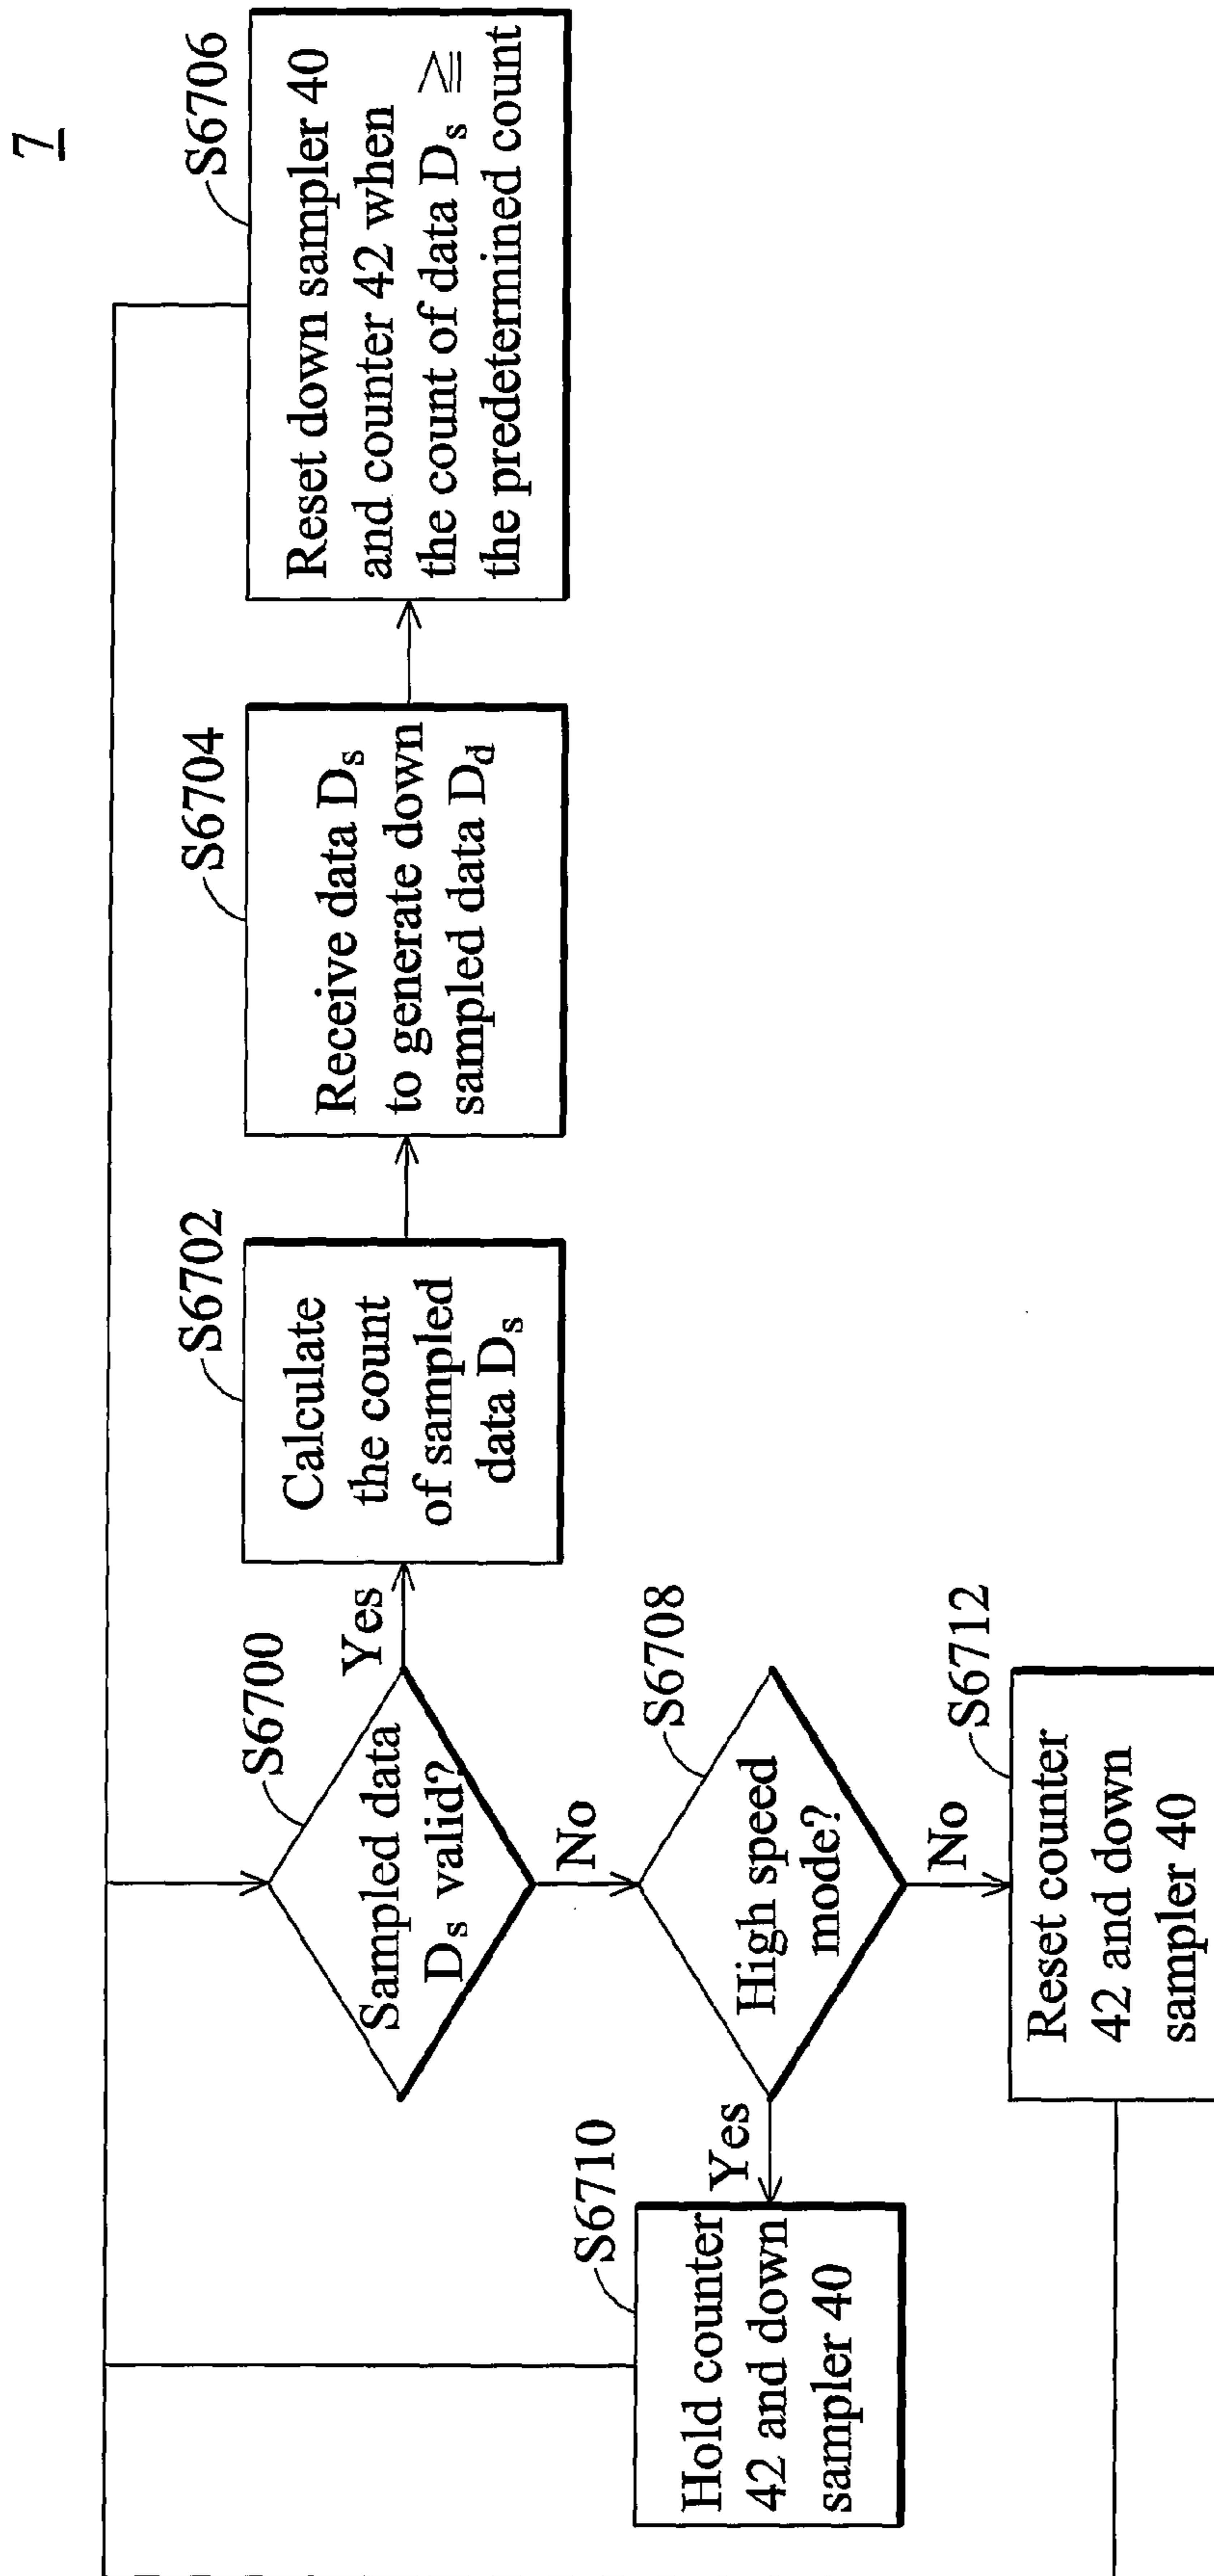 7
S6700
Sampled data
Dₛ valid?
Yes
No
S6702
Calculate
the count
of sampled
data Dₛ
S6704
Receive data Dₛ
to generate down
sampled data D_d
S6706
Reset down sampler 40
and counter 42 when
the count of data Dₛ ≧
the predetermined count
S6708
High speed
mode?
Yes
No
S6710
Hold counter
42 and down
sampler 40
S6712
Reset counter
42 and down
sampler 40